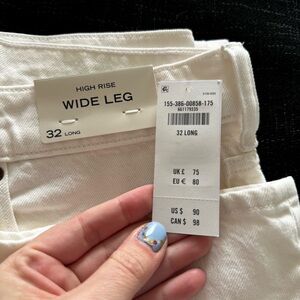 HIGH RISE
WIDE LEG
32 LONG
155-386-00858-175
661179335
32 LONG
UK £ 75
EU € 80
US $ 90
CAN $ 98